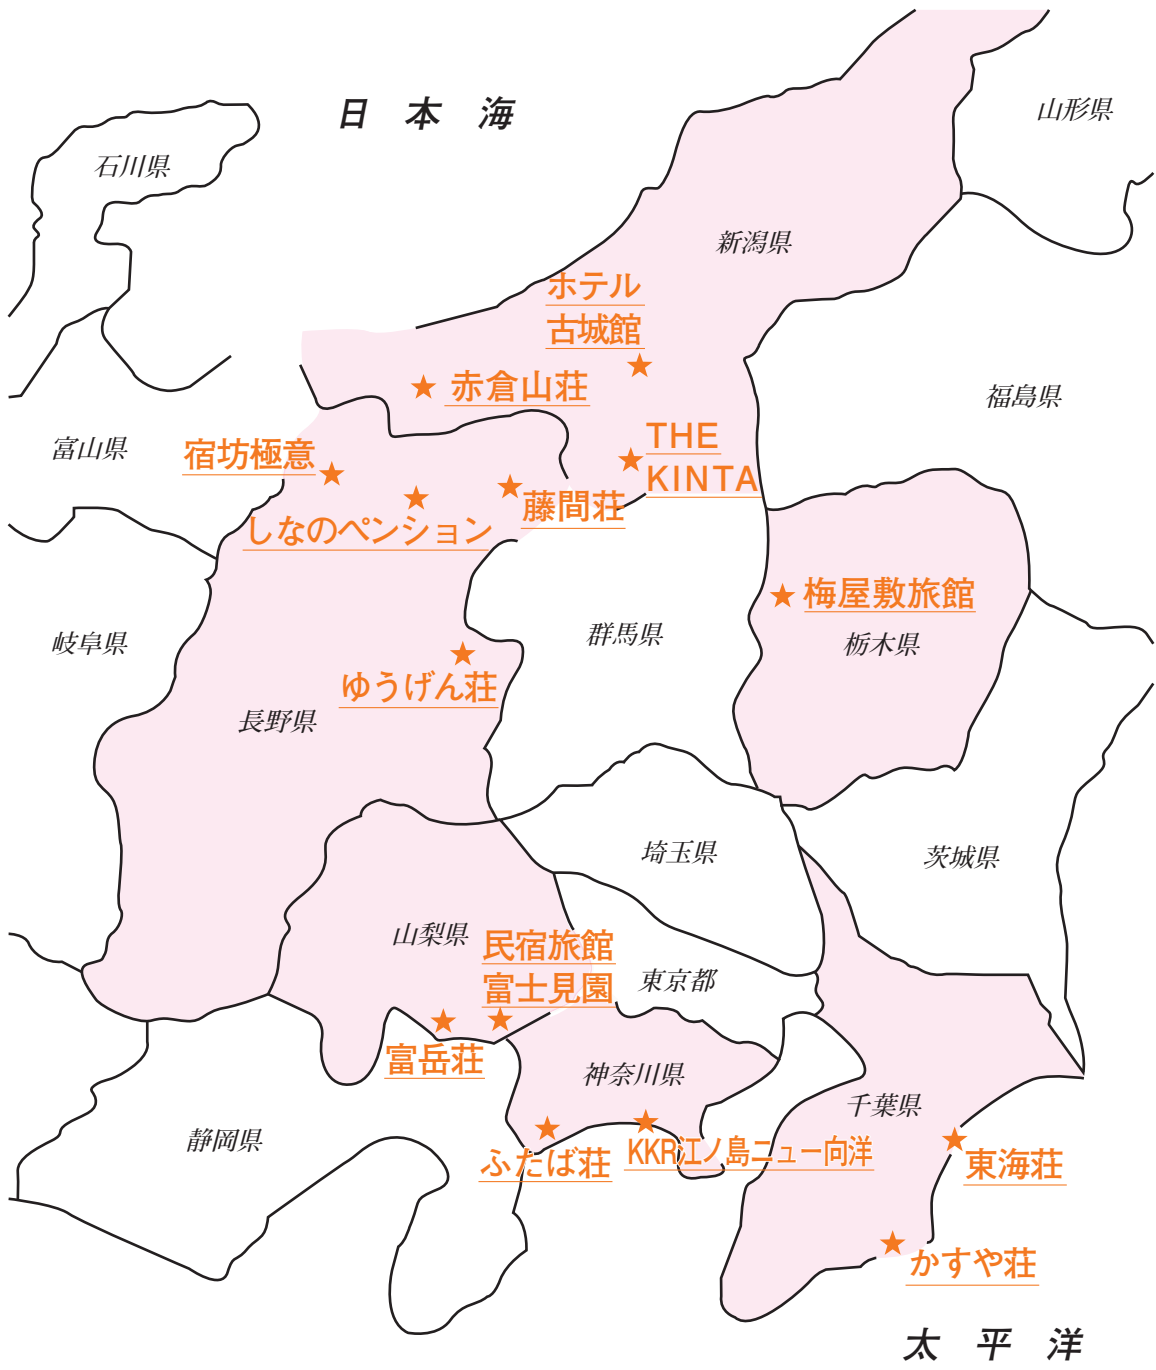 日本海
山形県
石川県
新潟県
ホテル
古城館
赤倉山荘
福島県
THE
KINTA
富山県
宿坊極意
藤間荘
しなのペンション
梅屋敷旅館
岐阜県
群馬県
栃木県
ゆうげん荘
長野県
埼玉県
茨城県
山梨県
民宿旅館
富士見園
東京都
富岳荘
神奈川県
千葉県
静岡県
ふたば荘
KKR江ノ島ニュー向洋
東海荘
かすや荘
太平洋